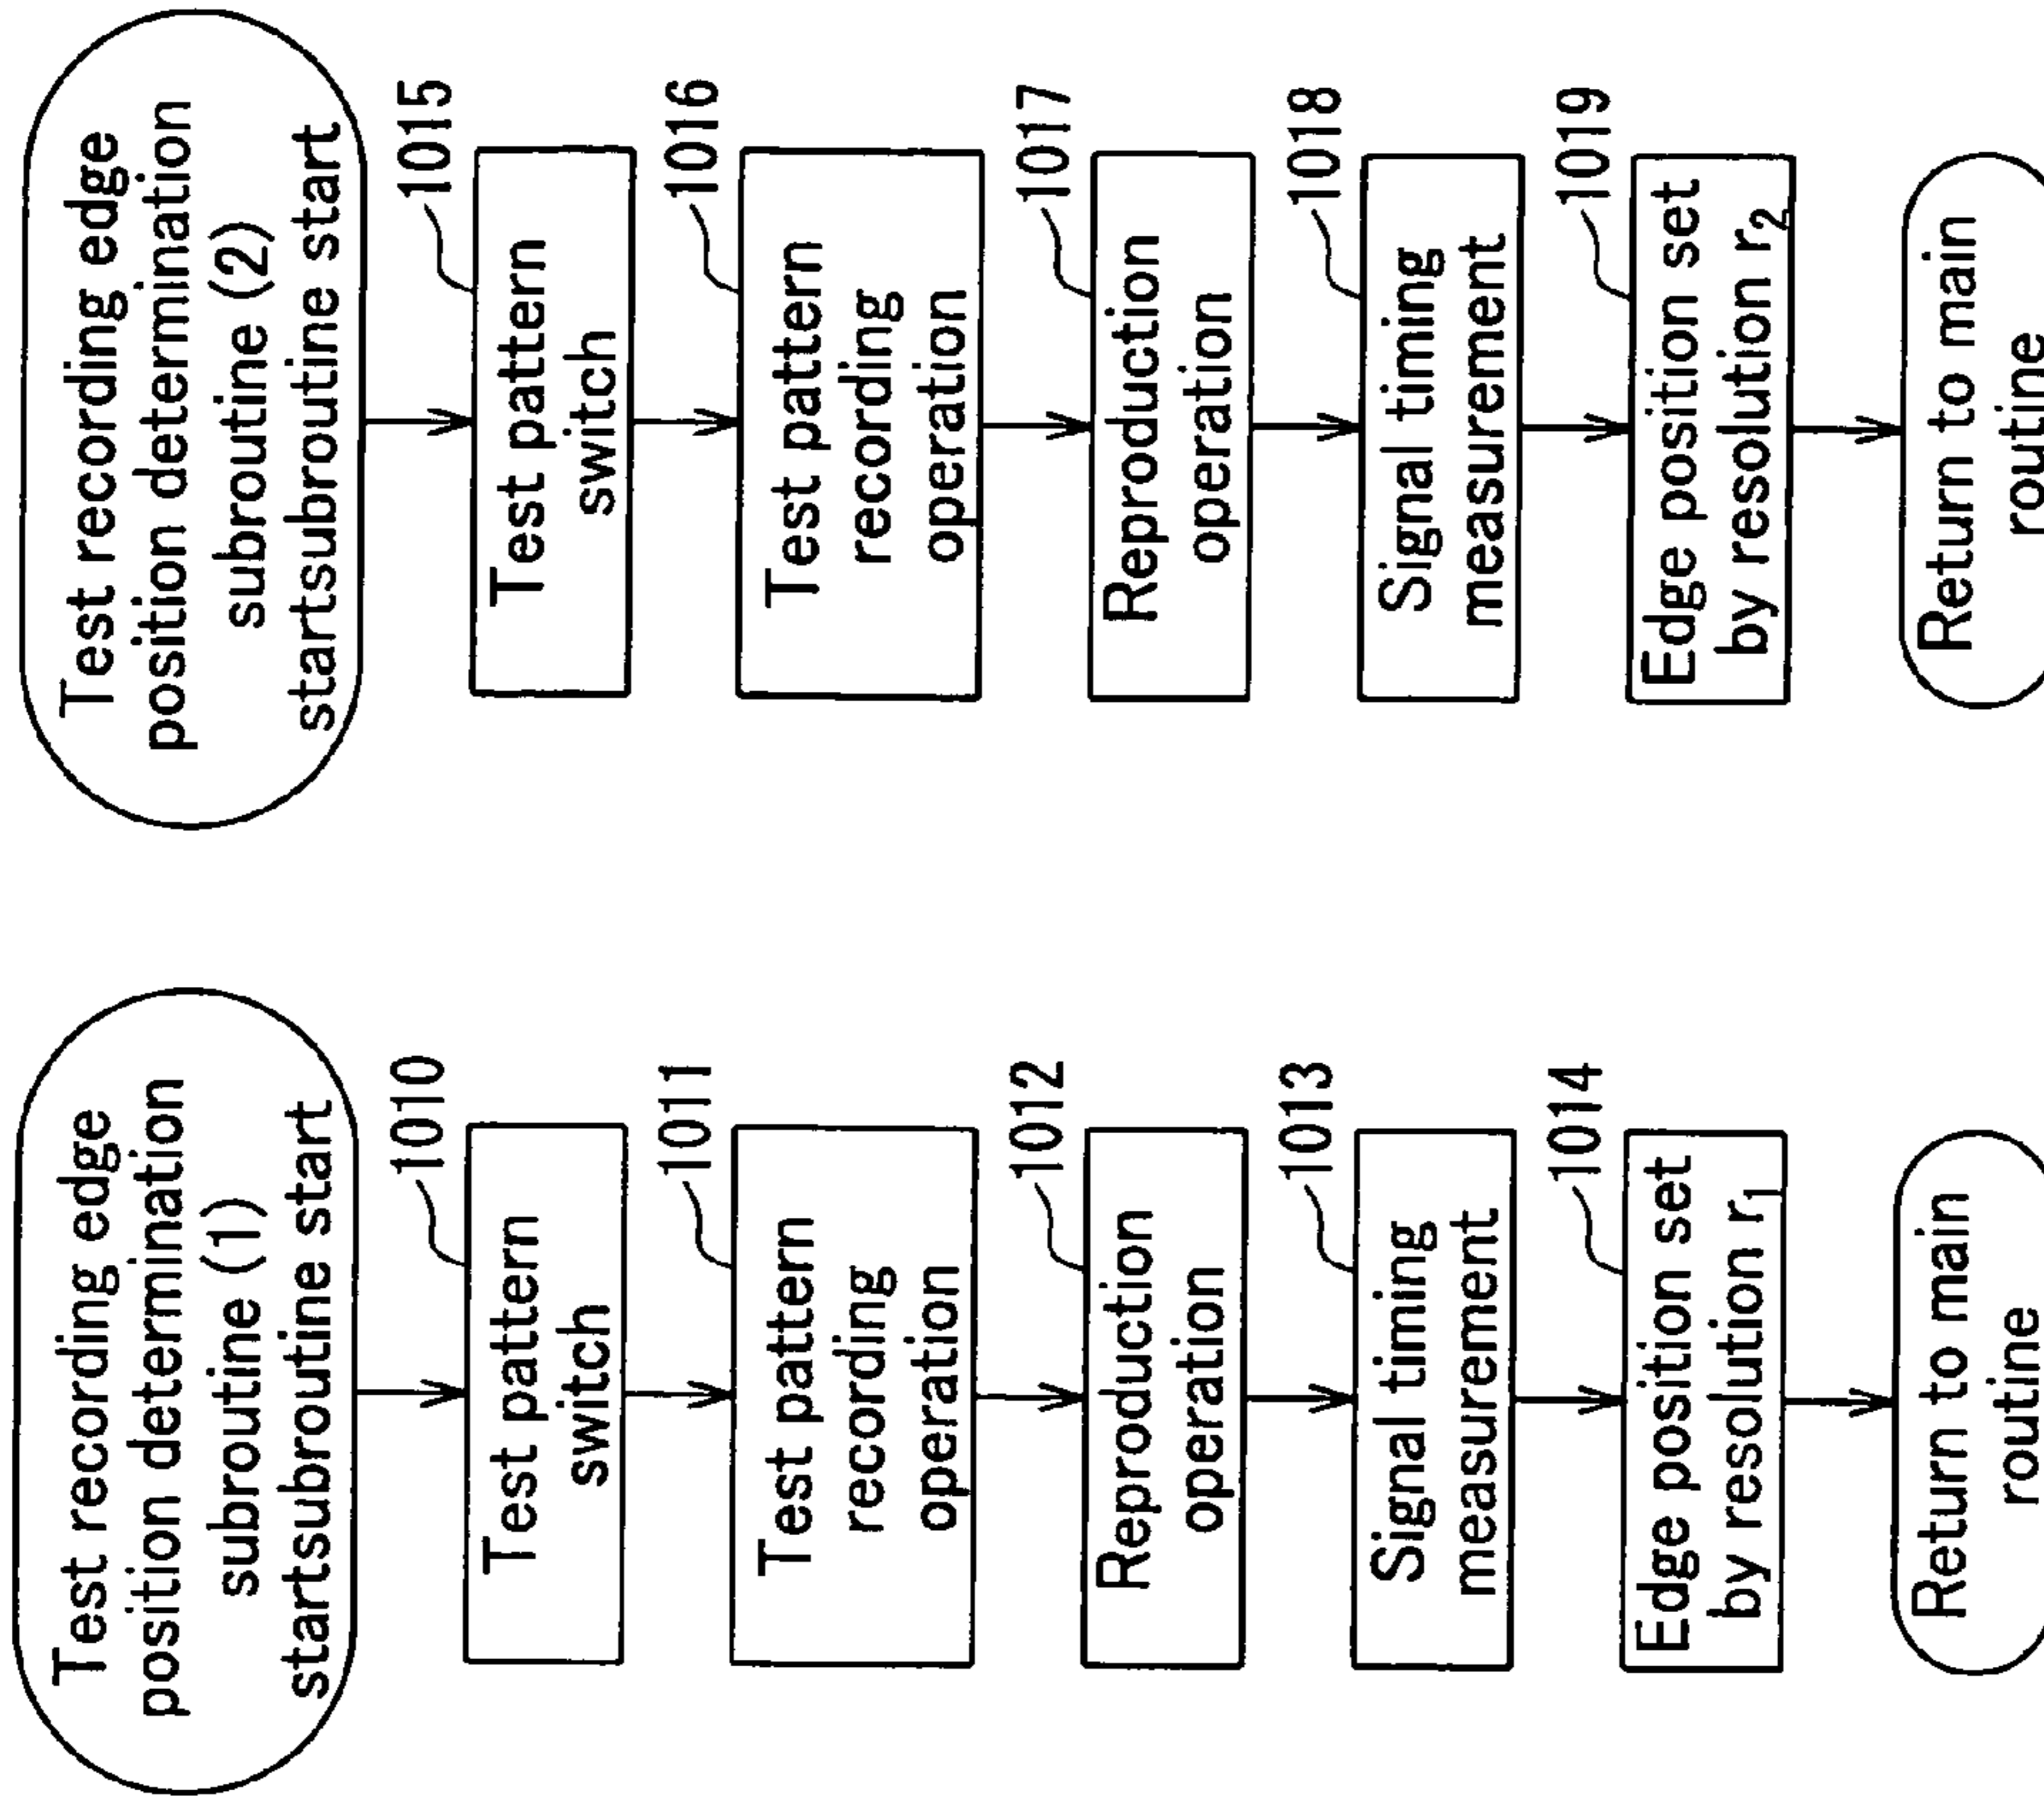 Test recording edge
position determination
subroutine (1)
startsubroutine start
1010
Test pattern
switch
1011
Test pattern
recording
operation
1012
Reproduction
operation
1013
Signal timing
measurement
1014
Edge position set
by resolution r1
Return to main
routine
Test recording edge
position determination
subroutine (2)
startsubroutine start
1015
Test pattern
switch
1016
Test pattern
recording
operation
1017
Reproduction
operation
1018
Signal timing
measurement
1019
Edge position set
by resolution r2
Return to main
routine